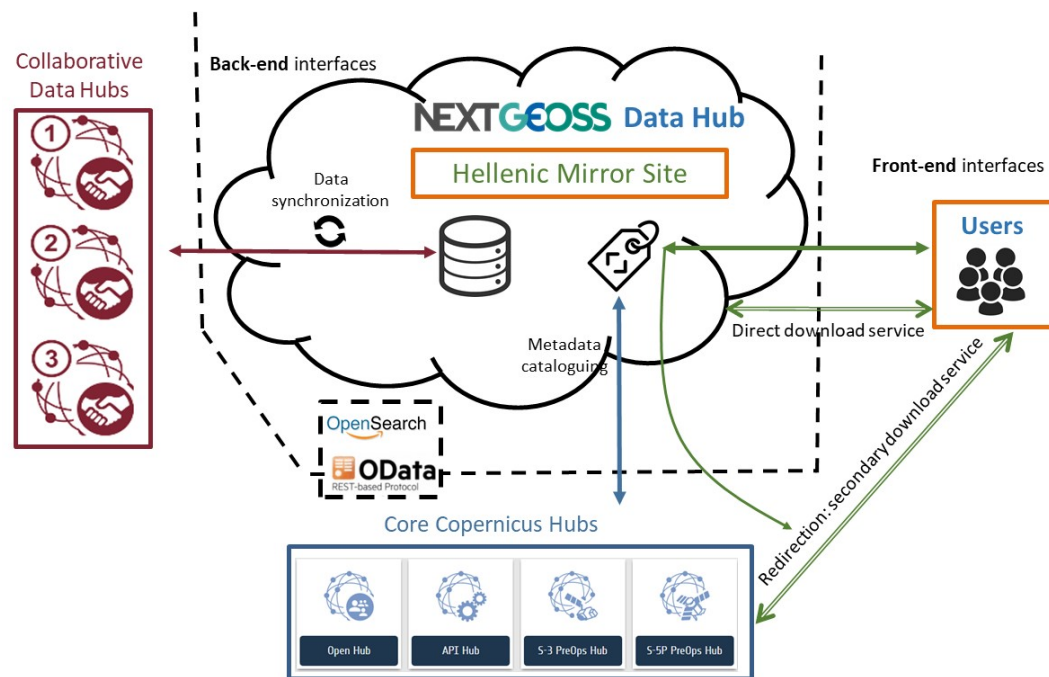 Collaborative
Data Hubs
1
2
3
Back-end interfaces
NEXTGEOSS Data Hub
Hellenic Mirror Site
Data
synchronization
Front-end interfaces
Users
Direct download service
Metadata
cataloguing
OpenSearch
OData
REST-based Protocol
Redirection: secondary download service
Core Copernicus Hubs
Open Hub
API Hub
S-3 PreOps Hub
S-5P PreOps Hub